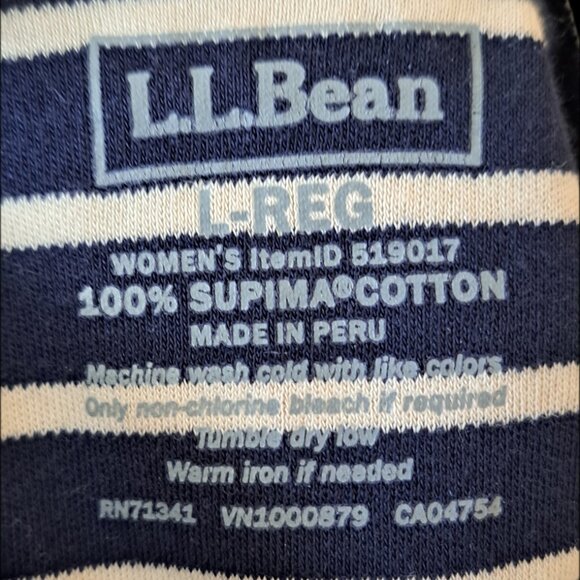 L.L.Bean
L-REG
WOMEN'S ItemID 519017
100% SUPIMA®COTTON
MADE IN PERU
Machine wash cold with like colors
Only non-chlorine bleach if required
Tumble dry low
Warm iron if needed
RN71341 VN1000879 CA04754